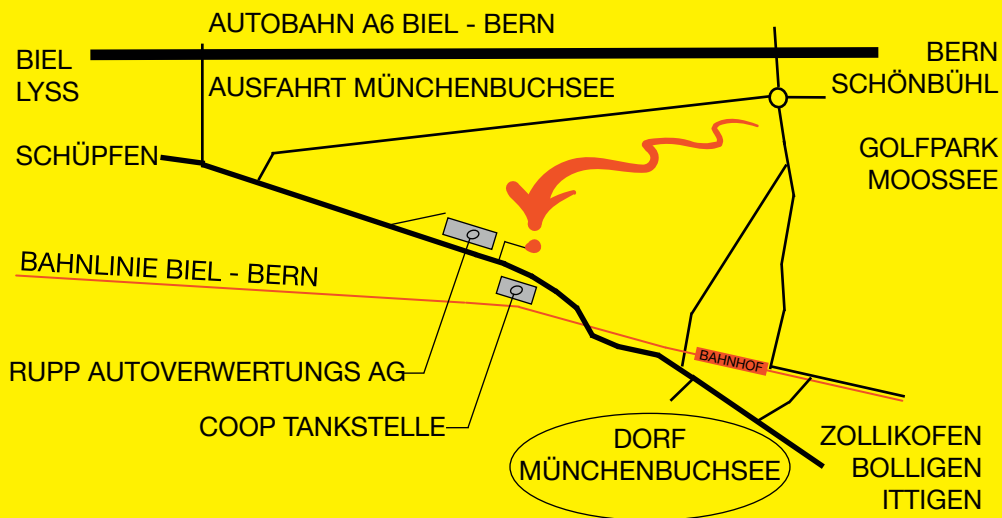 AUTOBAHN A6 BIEL - BERN
BIEL
LYSS
BERN
SCHÖNBÜHL
AUSFAHRT MÜNCHENBUCHSEE
SCHÜPFEN
GOLFPARK
MOOSSEE
BAHNLINIE BIEL - BERN
BAHNHOF
RUPP AUTOVERWERTUNGS AG
COOP TANKSTELLE
DORF
MÜNCHENBUCHSEE
ZOLLIKOFEN
BOLLIGEN
ITTIGEN